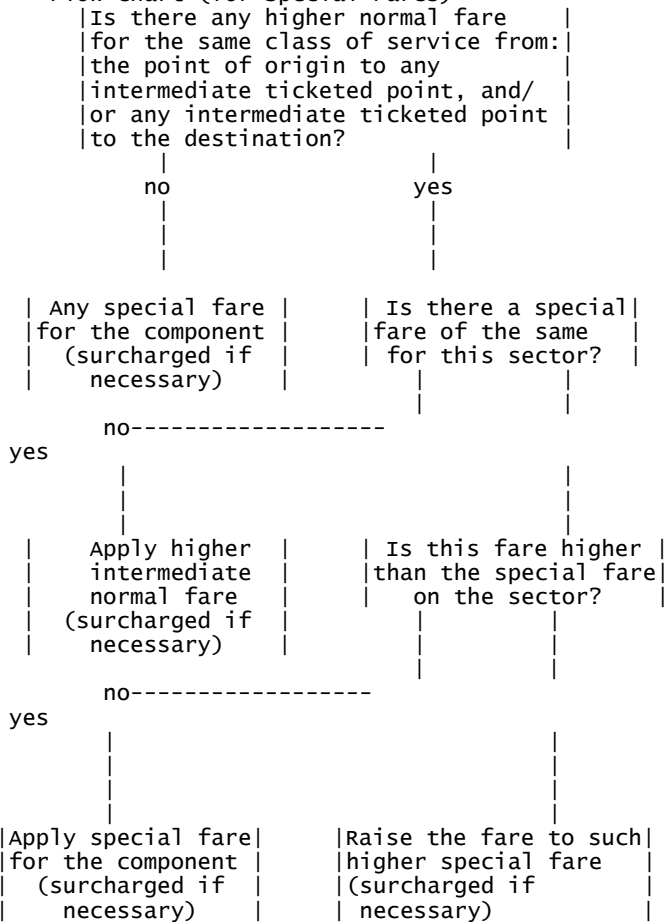 |Is there any higher normal fare |
|for the same class of service from:|
|the point of origin to any |
|intermediate ticketed point, and/ |
|or any intermediate ticketed point |
|to the destination? |
| |
no yes
| |
| |
| |
| Any special fare | | Is there a special|
|for the component | |fare of the same |
| (surcharged if | | for this sector? |
| necessary) | | |
| |
no-------------------
yes
| |
| |
| |
| Apply higher | | Is this fare higher |
| intermediate | |than the special fare|
| normal fare | | on the sector? |
| (surcharged if | | |
| necessary) | | |
| |
no------------------
yes
| |
| |
| |
| |
|Apply special fare| |Raise the fare to such|
|for the component | |higher special fare |
| (surcharged if | |(surcharged if |
| necessary) | | necessary) |